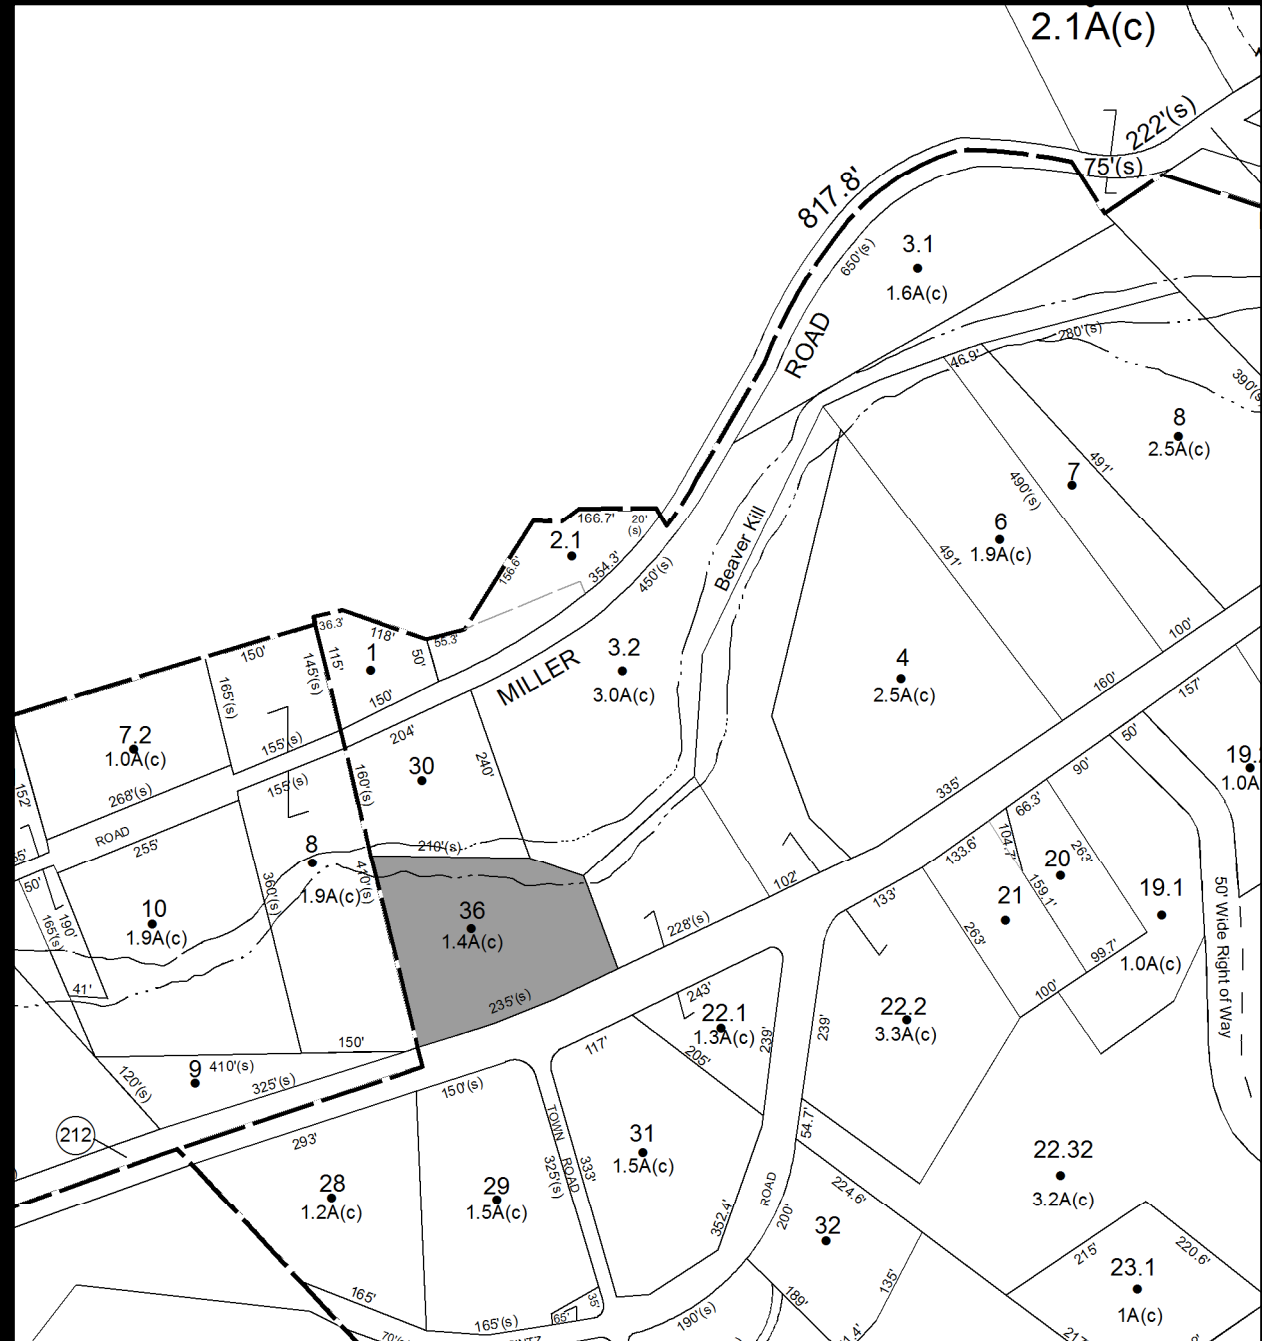 2.1A(c)
222'(s)
75'(s)
817.8'
3.1
650'(s)
1.6A(c)
ROAD
280'(s)
46.9'
390'(s)
8
2.5A(c)
491'
7
490'(s)
6
1.9A(c)
491'
166.7'
20'
(s)
2.1
354.3'
156.6'
450'(s)
Beaver Kill
36.3'
118'
55.3'
50'
115'
1
150'
145'(s)
150'
165'(s)
MILLER
3.2
3.0A(c)
4
2.5A(c)
100'
160'
157'
50'
90'
335'
66.3'
7.2
1.0A(c)
155'(s)
204'
240'
30
160'(s)
155'(s)
268'(s)
152'
ROAD
255'
50'
8
210'(s)
410'(s)
1.9A(c)
360'(s)
10
1.9A(c)
190'
165'(s)
41'
36
1.4A(c)
235'(s)
228'(s)
102'
133'
133.6'
104.7'
263'
20
159.1'
21
263'
19.1
1.0A(c)
99.7'
100'
50' Wide Right of Way
243'
22.1
1.3A(c)
239'
239'
205'
22.2
3.3A(c)
117'
150'
9
410'(s)
325'(s)
120'(s)
150'(s)
212
293'
TOWN
ROAD
325'(s)
333'
31
1.5A(c)
54.7'
28
1.2A(c)
29
1.5A(c)
352.4'
ROAD
200'
224.6'
32
22.32
3.2A(c)
135'
189'
215'
220.6'
23.1
1A(c)
165'
165'(s)
65'
35'
190'(s)